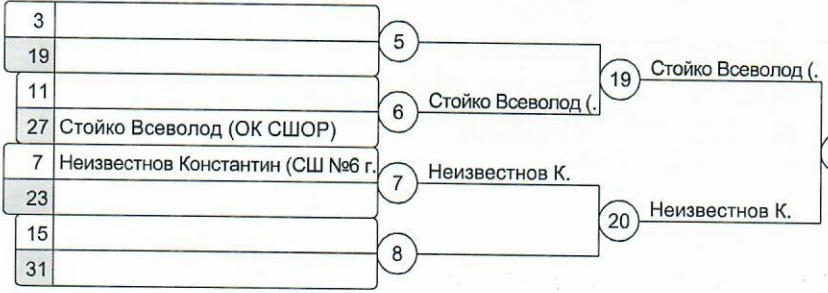 3
19
5
11
27 Стойко Всеволод (ОК СШОР)
6 Стойко Всеволод (.
19 Стойко Всеволод (.
7 Неизвестнов Константин (СШ №6 г.
23
7 Неизвестнов К.
20 Неизвестнов К.
15
31
8